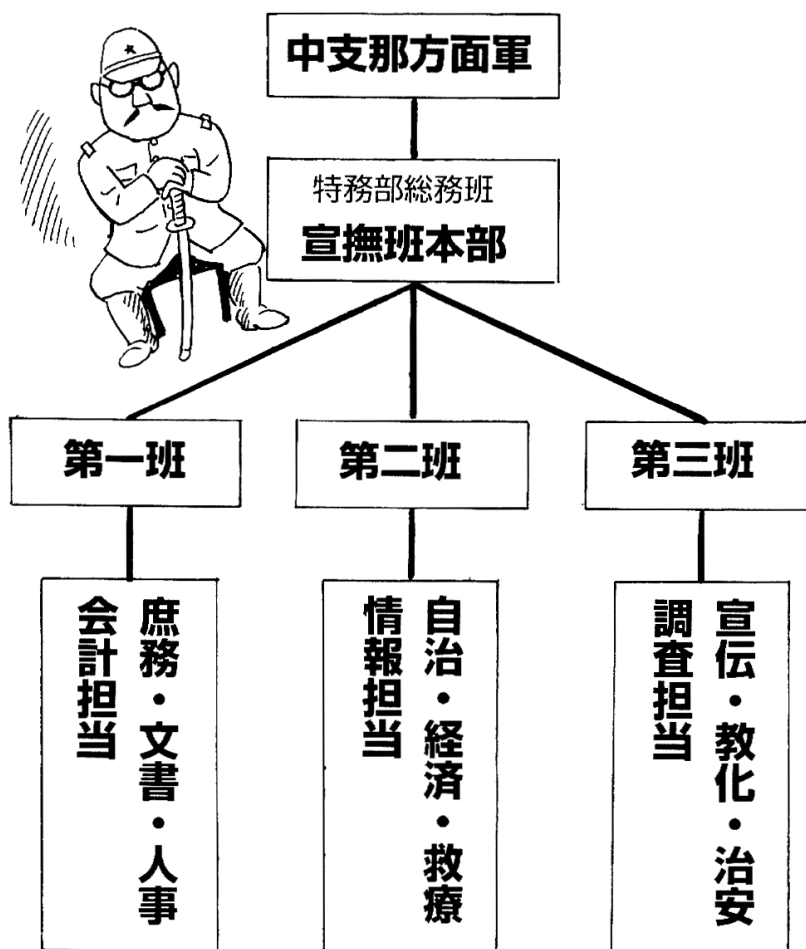 中支那方面軍
特務部総務班
宣撫班本部
第一班
第二班
第三班
庶務・文書・人事
会計担当
自治・経済・救療
情報担当
宣伝・教化・治安
調査担当